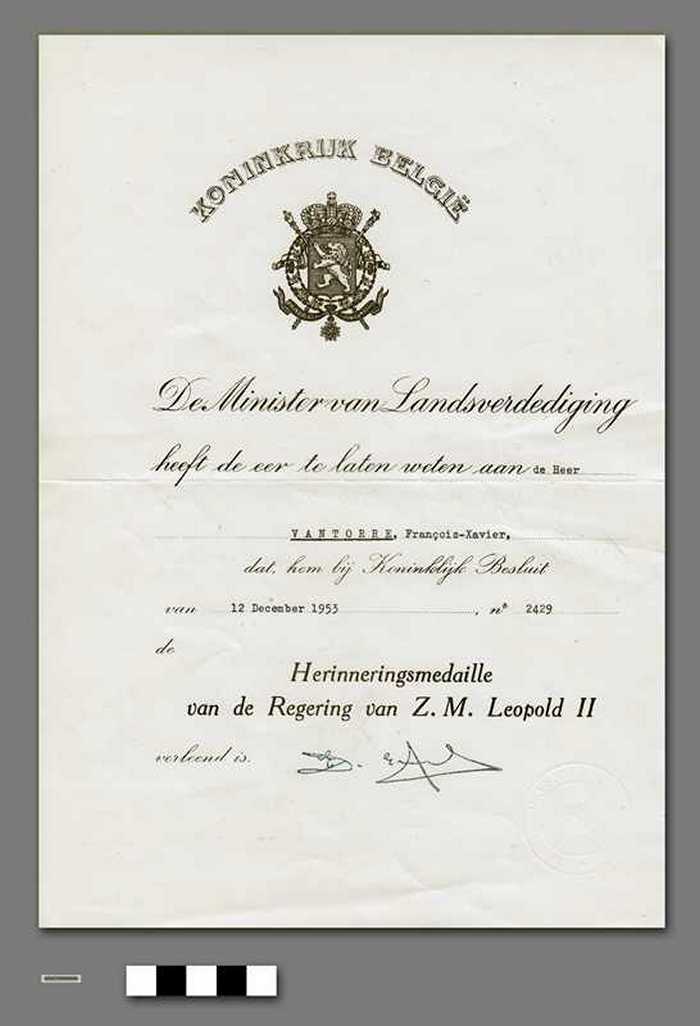 KONINKRIJK BELGIË
De Minister van Landsverdediging
heeft de eer te laten weten aan de Heer
VANTORRE, François-Xavier,
dat, hem bij Koninklijk Besluit
van 12 December 1953, nr 2429
de
Herinneringsmedaille
van de Regering van Z.M. Leopold II
verleend is.